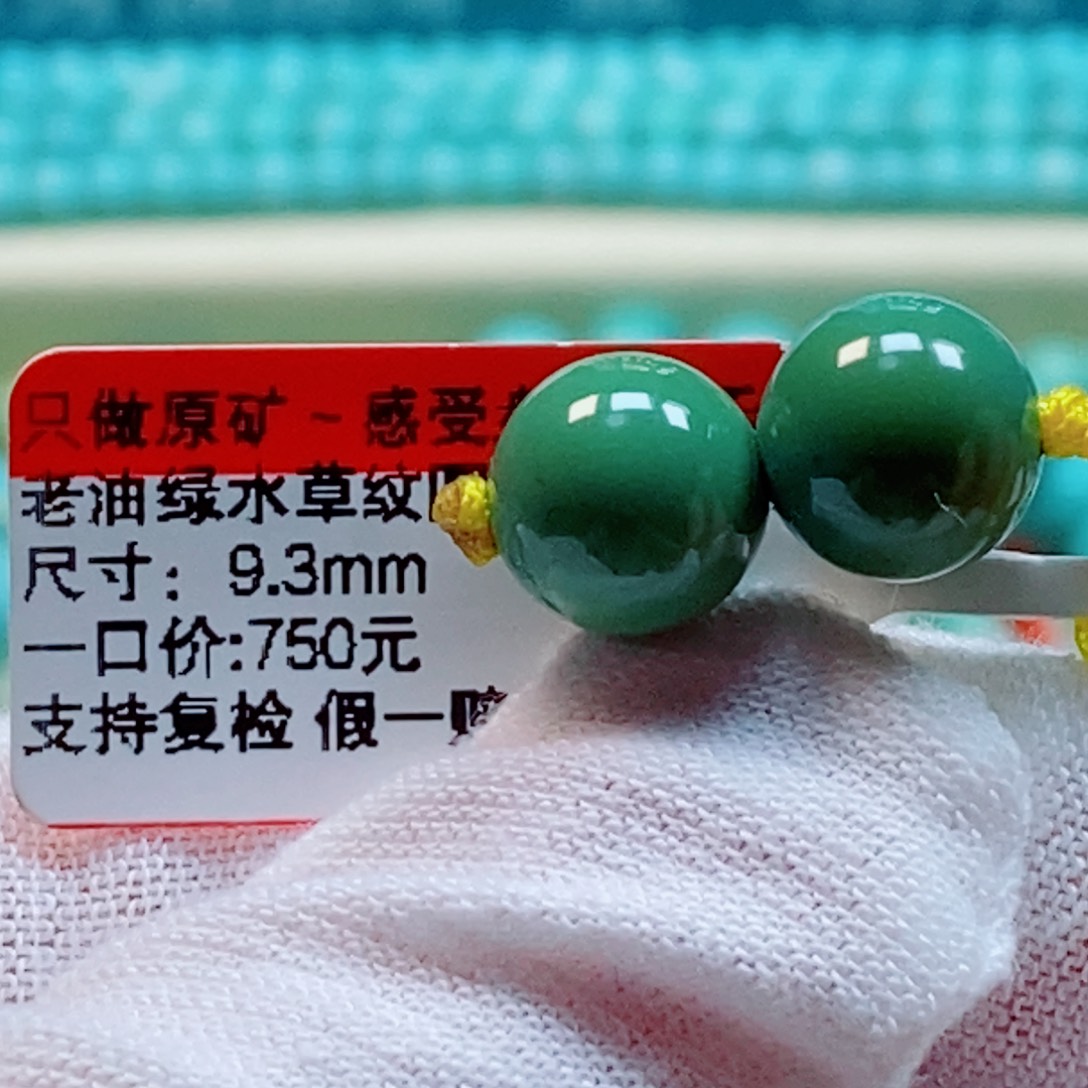 只做原矿 ~ 感受
老油绿水草纹
尺寸：9.3mm
一口价:750元
支持复检 假一赔